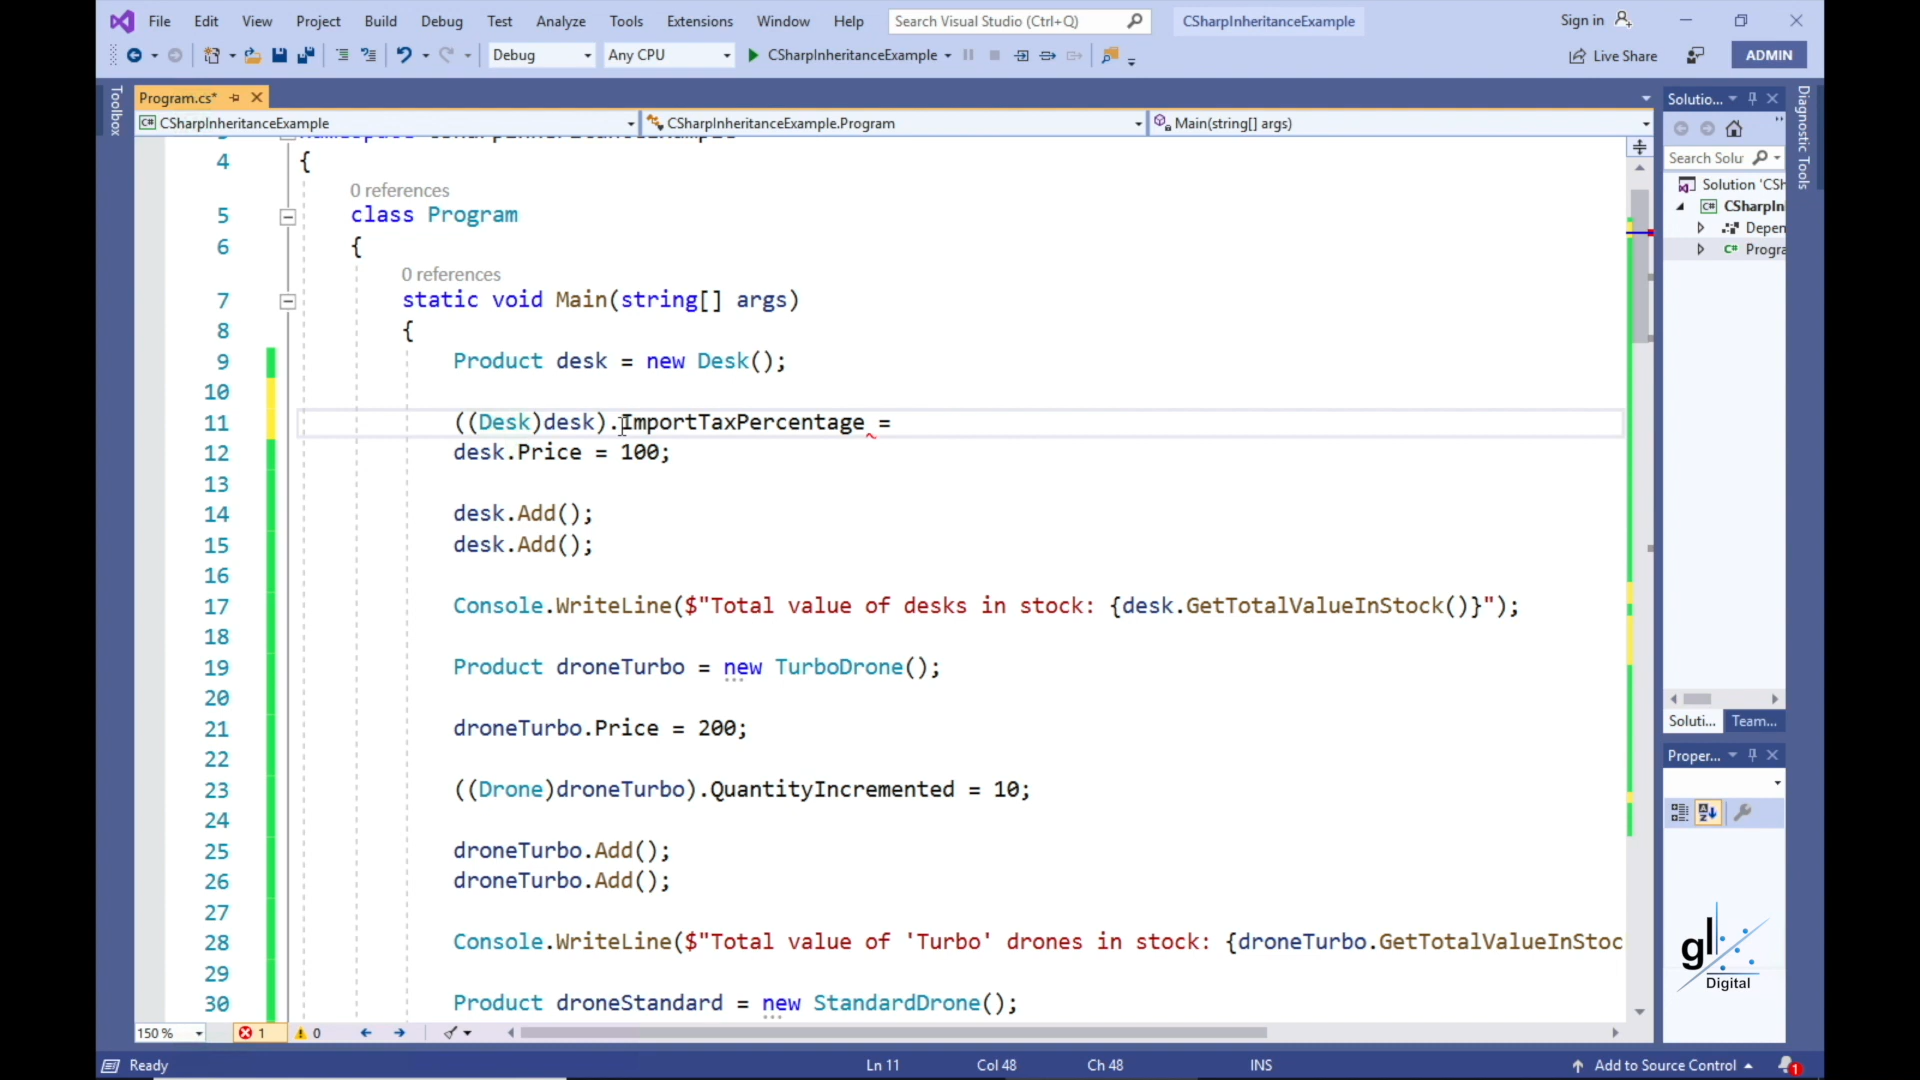 File Edit View Project Build Debug Test Analyze Tools Extensions Window Help Search Visual Studio (Ctrl+Q) CSharpInheritanceExample Sign in
Debug Any CPU CSharpInheritanceExample Live Share ADMIN
Toolbox
Program.cs*
CSharpInheritanceExample CSharpInheritanceExample.Program Main(string[] args)
4 {
0 references
5 class Program
6 {
0 references
7 static void Main(string[] args)
8 {
9 Product desk = new Desk();
10
11 ((Desk)desk).ImportTaxPercentage =
12 desk.Price = 100;
13
14 desk.Add();
15 desk.Add();
16
17 Console.WriteLine($"Total value of desks in stock: {desk.GetTotalValueInStock()}");
18
19 Product droneTurbo = new TurboDrone();
20
21 droneTurbo.Price = 200;
22
23 ((Drone)droneTurbo).QuantityIncremented = 10;
24
25 droneTurbo.Add();
26 droneTurbo.Add();
27
28 Console.WriteLine($"Total value of 'Turbo' drones in stock: {droneTurbo.GetTotalValueInStoc
29
30 Product droneStandard = new StandardDrone();
150 % 1 0
Solutio...
Search Solu
Solution 'CSh
C# CSharpIn
Depen
C# Progra
Soluti... Team...
Proper...
Diagnostic Tools
gl
Digital
Ready Ln 11 Col 48 Ch 48 INS Add to Source Control 1